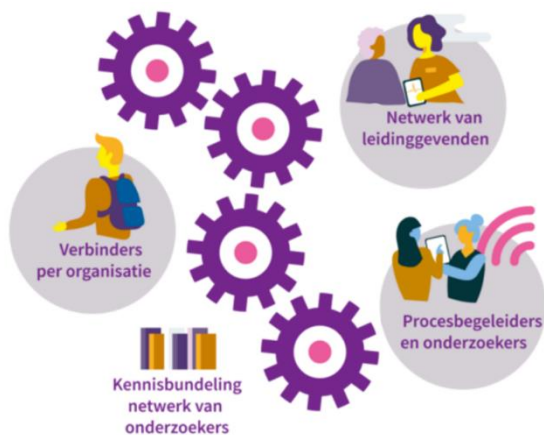 Netwerk van
leidinggevenden
Verbinders
per organisatie
Procesbegeleiders
en onderzoekers
Kennisbundeling
netwerk van
onderzoekers